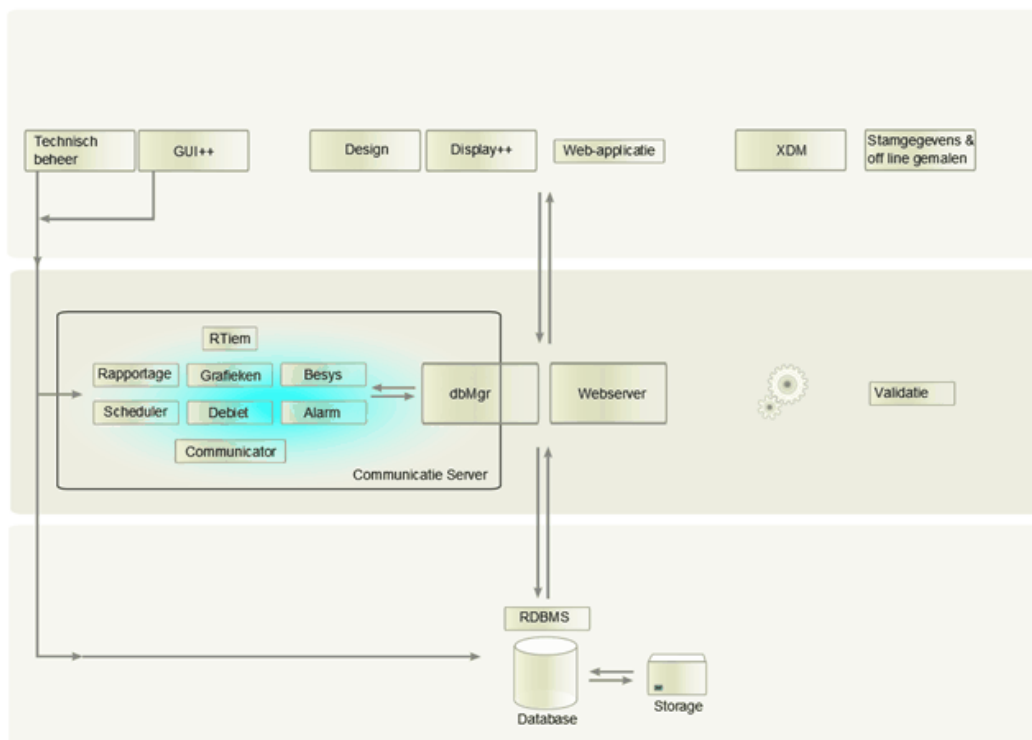 Technisch
beheer
GUI++
Design
Display++
Web-applicatie
XDM
Stamgegevens &
off line gemalen
RTiem
Rapportage
Grafieken
Besys
dbMgr
Webserver
Validatie
Scheduler
Debiet
Alarm
Communicator
Communicatie Server
RDBMS
Database
Storage